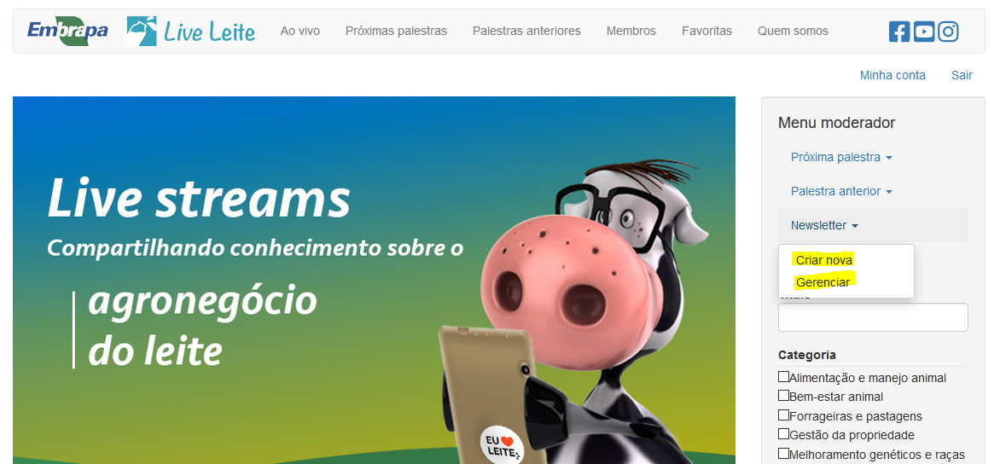 Embrapa Live Leite Ao vivo Próximas palestras Palestras anteriores Membros Favoritas Quem somos
Minha conta Sair
Live streams
Compartilhando conhecimento sobre o
agronegócio
do leite
EU
LEITE
Menu moderador
Próxima palestra
Palestra anterior
Newsletter
Criar nova
Gerenciar
Categoria
Alimentação e manejo animal
Bem-estar animal
Forrageiras e pastagens
Gestão da propriedade
Melhoramento genéticos e raças